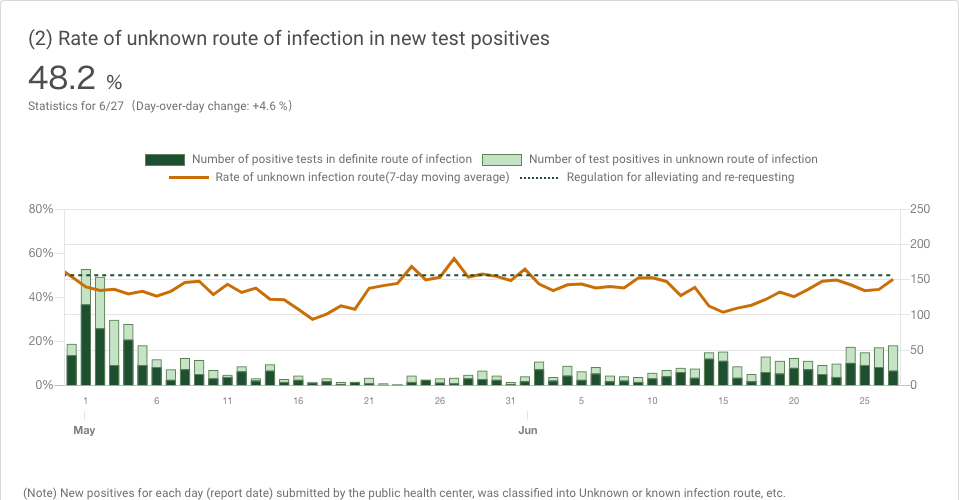 (2) Rate of unknown route of infection in new test positives
48.2 %
Statistics for 6/27 (Day-over-day change: +4.6 %)
Number of positive tests in definite route of infection Number of test positives in unknown route of infection
Rate of unknown infection route(7-day moving average) Regulation for alleviating and re-requesting
80% 250
200
60% 150
40% 100
20% 50
0% 0
1 6 11 16 21 26 31 5 10 15 20 25
May Jun
(Note) New positives for each day (report date) submitted by the public health center, was classified into Unknown or known infection route, etc.